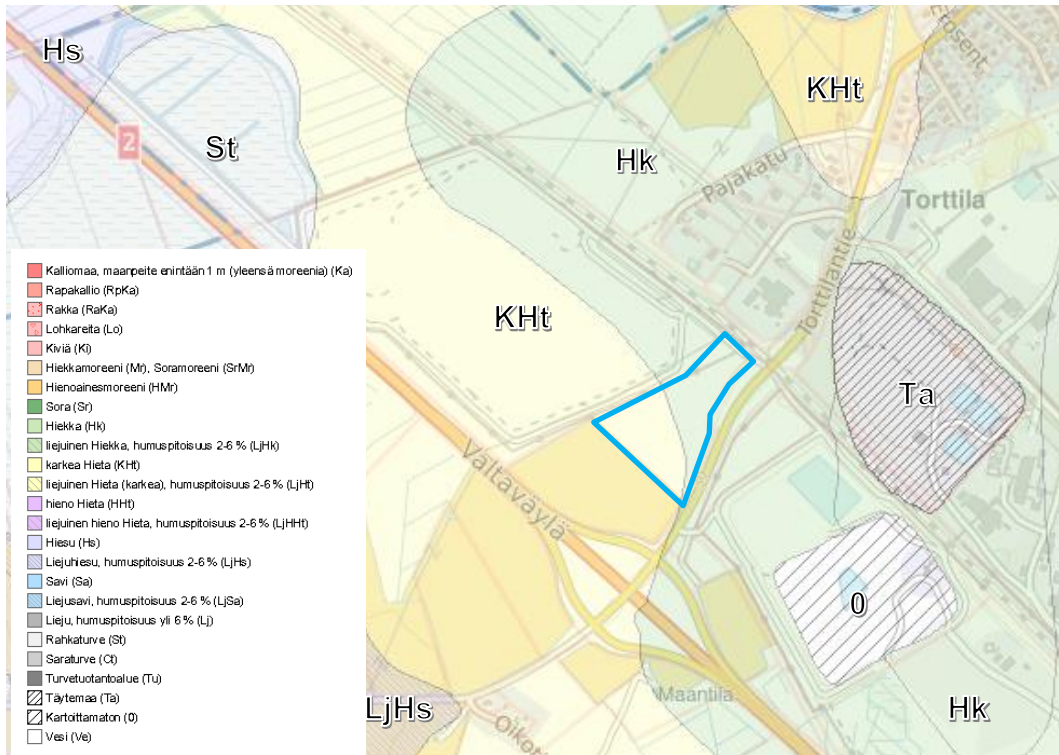 Hs
2
St
KHt
Erosent
Hk
Pajakatu
Torttila
KHt
Torttilantie
Ta
Valtaväylä
0
Maantila
Hk
LjHs
Kalliomaa, maanpeite enintään 1 m (yleensä moreenia) (Ka)
Rapakallio (RpKa)
Rakka (RaKa)
Lohkareita (Lo)
Kiviä (Ki)
Hiekkamoreeni (Mr), Soramoreeni (SrMr)
Hienoainesmoreeni (HMr)
Sora (Sr)
Hiekka (Hk)
liejuinen Hiekka, humuspitoisuus 2-6 % (LjHk)
karkea Hieta (KHt)
liejuinen Hieta (karkea), humuspitoisuus 2-6 % (LjHt)
hieno Hieta (HHt)
liejuinen hieno Hieta, humuspitoisuus 2-6 % (LjHHt)
Hiesu (Hs)
Liejuhiesu, humuspitoisuus 2-6 % (LjHs)
Savi (Sa)
Liejusavi, humuspitoisuus 2-6 % (LjSa)
Lieju, humuspitoisuus yli 6 % (Lj)
Rahkaturve (St)
Saraturve (Ct)
Turvetuotantoalue (Tu)
Täytemaa (Ta)
Kartoittamaton (0)
Vesi (Ve)